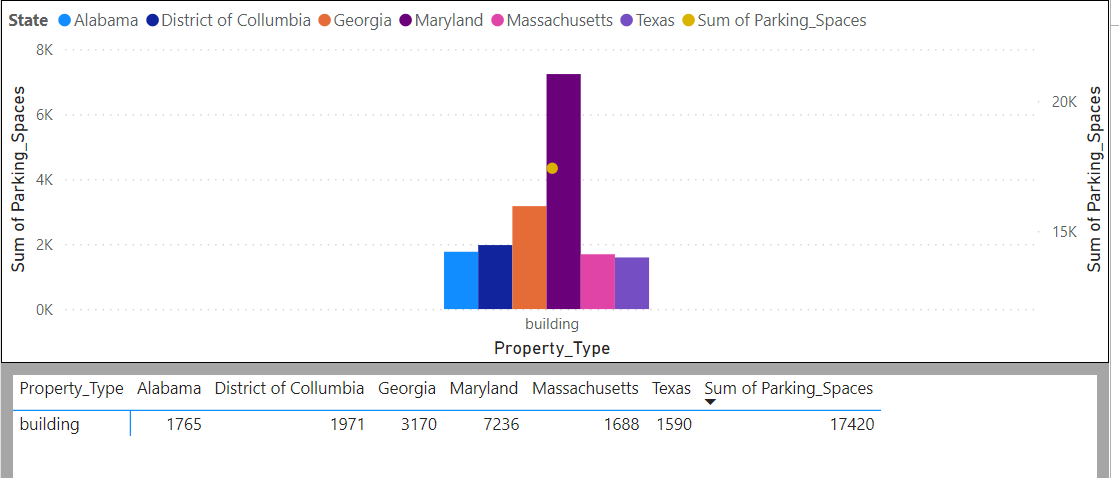 State Alabama District of Collumbia Georgia Maryland Massachusetts Texas Sum of Parking_Spaces
8K
6K
4K
2K
0K
Sum of Parking_Spaces
20K
15K
Sum of Parking_Spaces
building
Property_Type
Property_Type Alabama District of Collumbia Georgia Maryland Massachusetts Texas Sum of Parking_Spaces
building 1765 1971 3170 7236 1688 1590 17420